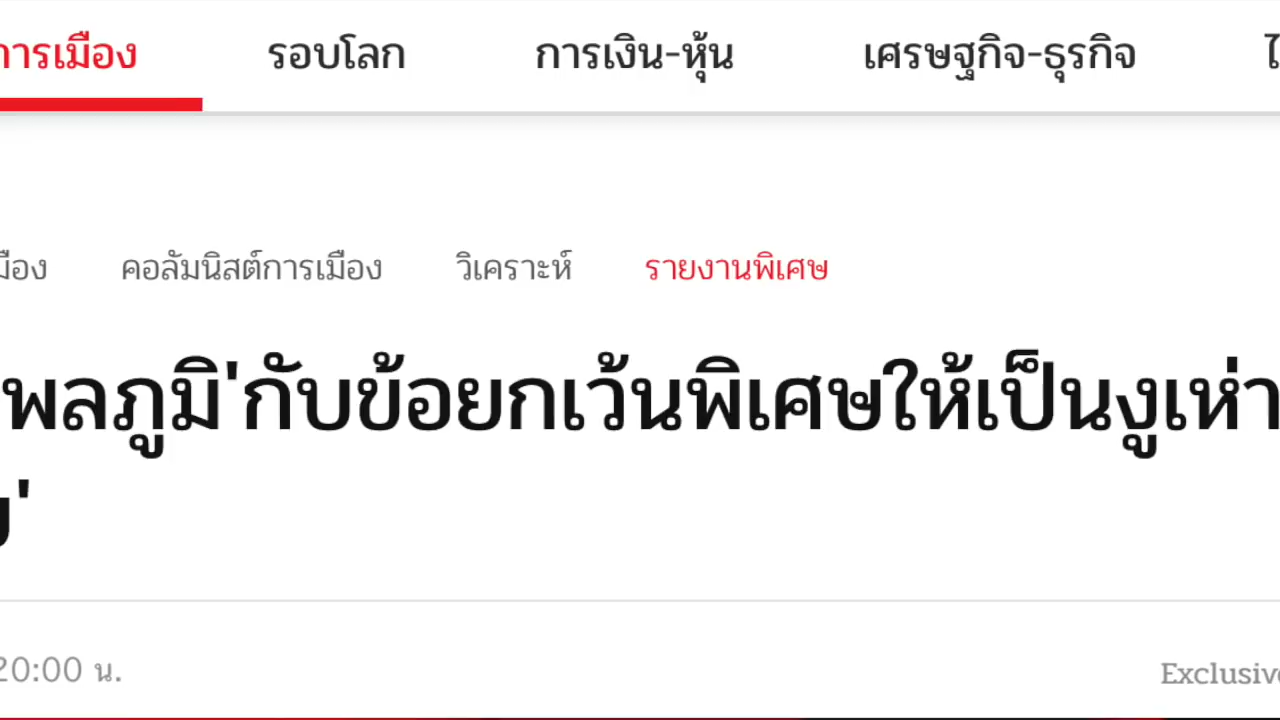 การเมือง รอบโลก การเงิน-หุ้น เศรษฐกิจ-ธุรกิจ
คอลัมนิสต์การเมือง วิเคราะห์ รายงานพิเศษ
พลภูมิ'กับข้อยกเว้นพิเศษให้เป็นงูเห่า
20:00 น. Exclusive